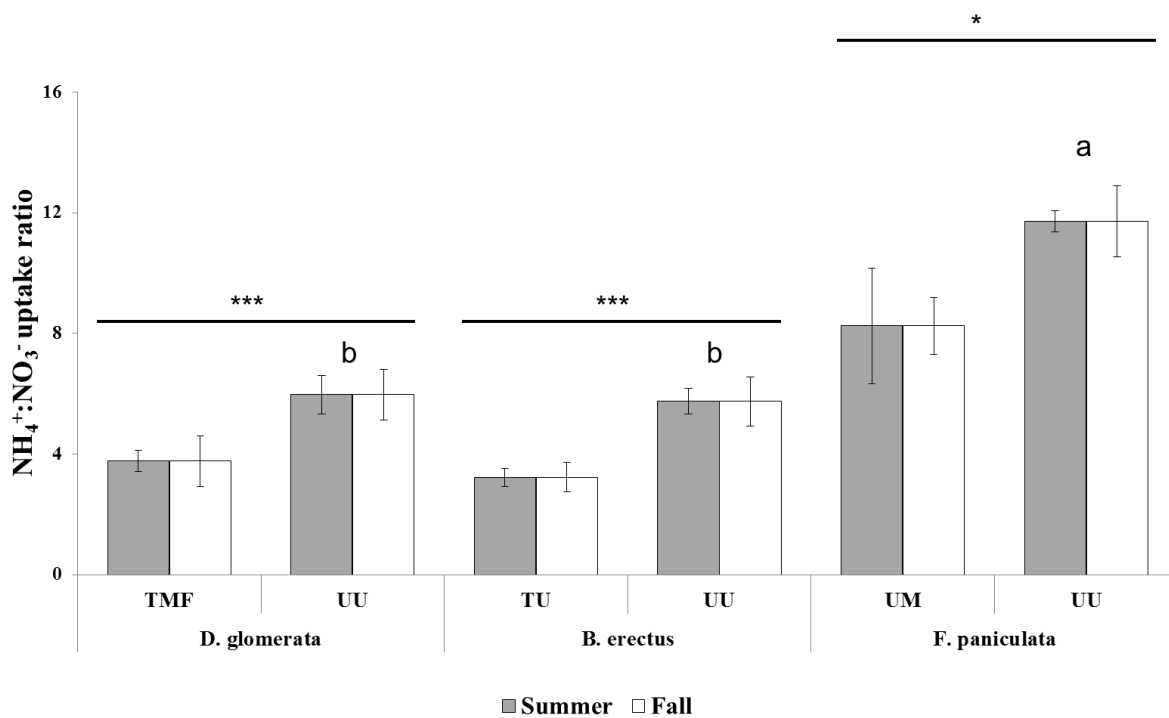 *
16
a
12
***
***
b
b
8
4
0
NH₄⁺:NO₃⁻ uptake ratio
TMF UU TU UU UM UU
D. glomerata B. erectus F. paniculata
Summer Fall